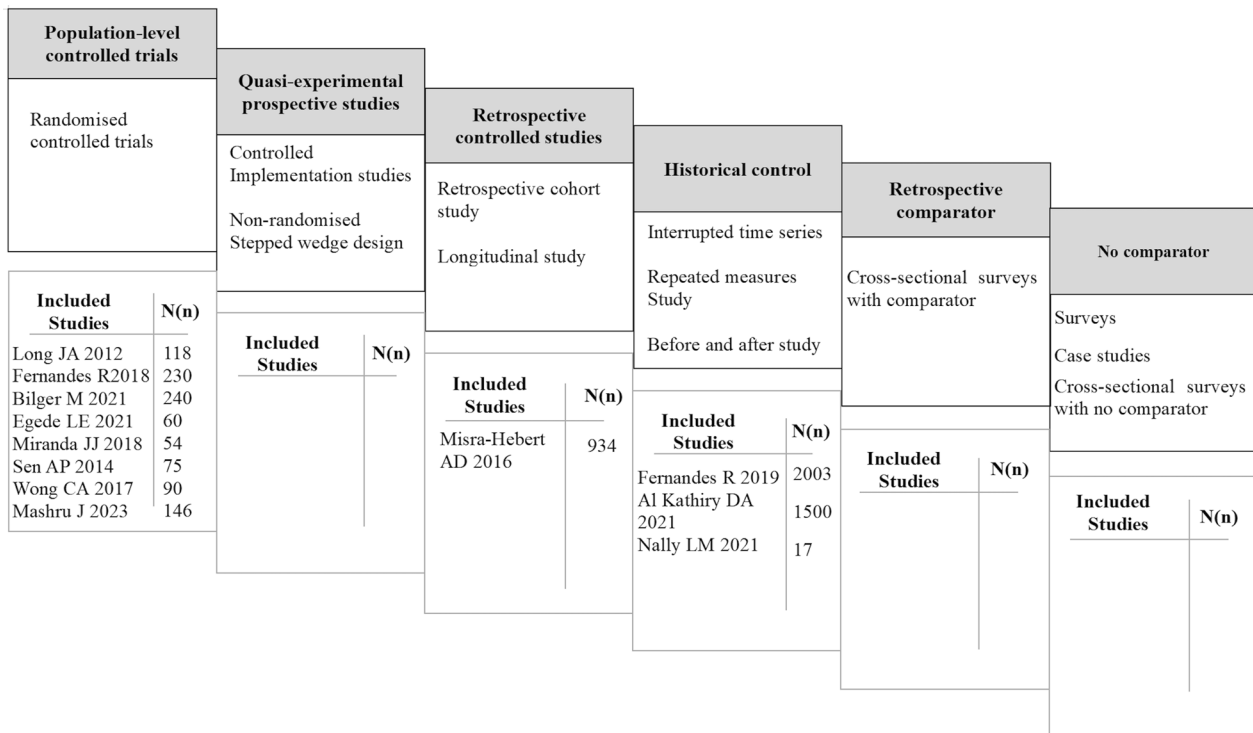 Population-level
controlled trials
Randomised
controlled trials
Included
Studies
N(n)
Long JA 2012 118
Fernandes R2018 230
Bilger M 2021 240
Egede LE 2021 60
Miranda JJ 2018 54
Sen AP 2014 75
Wong CA 2017 90
Mashru J 2023 146
Quasi-experimental
prospective studies
Controlled
Implementation studies
Non-randomised
Stepped wedge design
Included
Studies
N(n)
Retrospective
controlled studies
Retrospective cohort
study
Longitudinal study
Included
Studies
N(n)
Misra-Hebert
AD 2016
934
Historical control
Interrupted time series
Repeated measures
Study
Before and after study
Included
Studies
N(n)
Fernandes R 2019 2003
Al Kathiry DA
2021
1500
Nally LM 2021 17
Retrospective
comparator
Cross-sectional surveys
with comparator
Included
Studies
N(n)
No comparator
Surveys
Case studies
Cross-sectional surveys
with no comparator
Included
Studies
N(n)